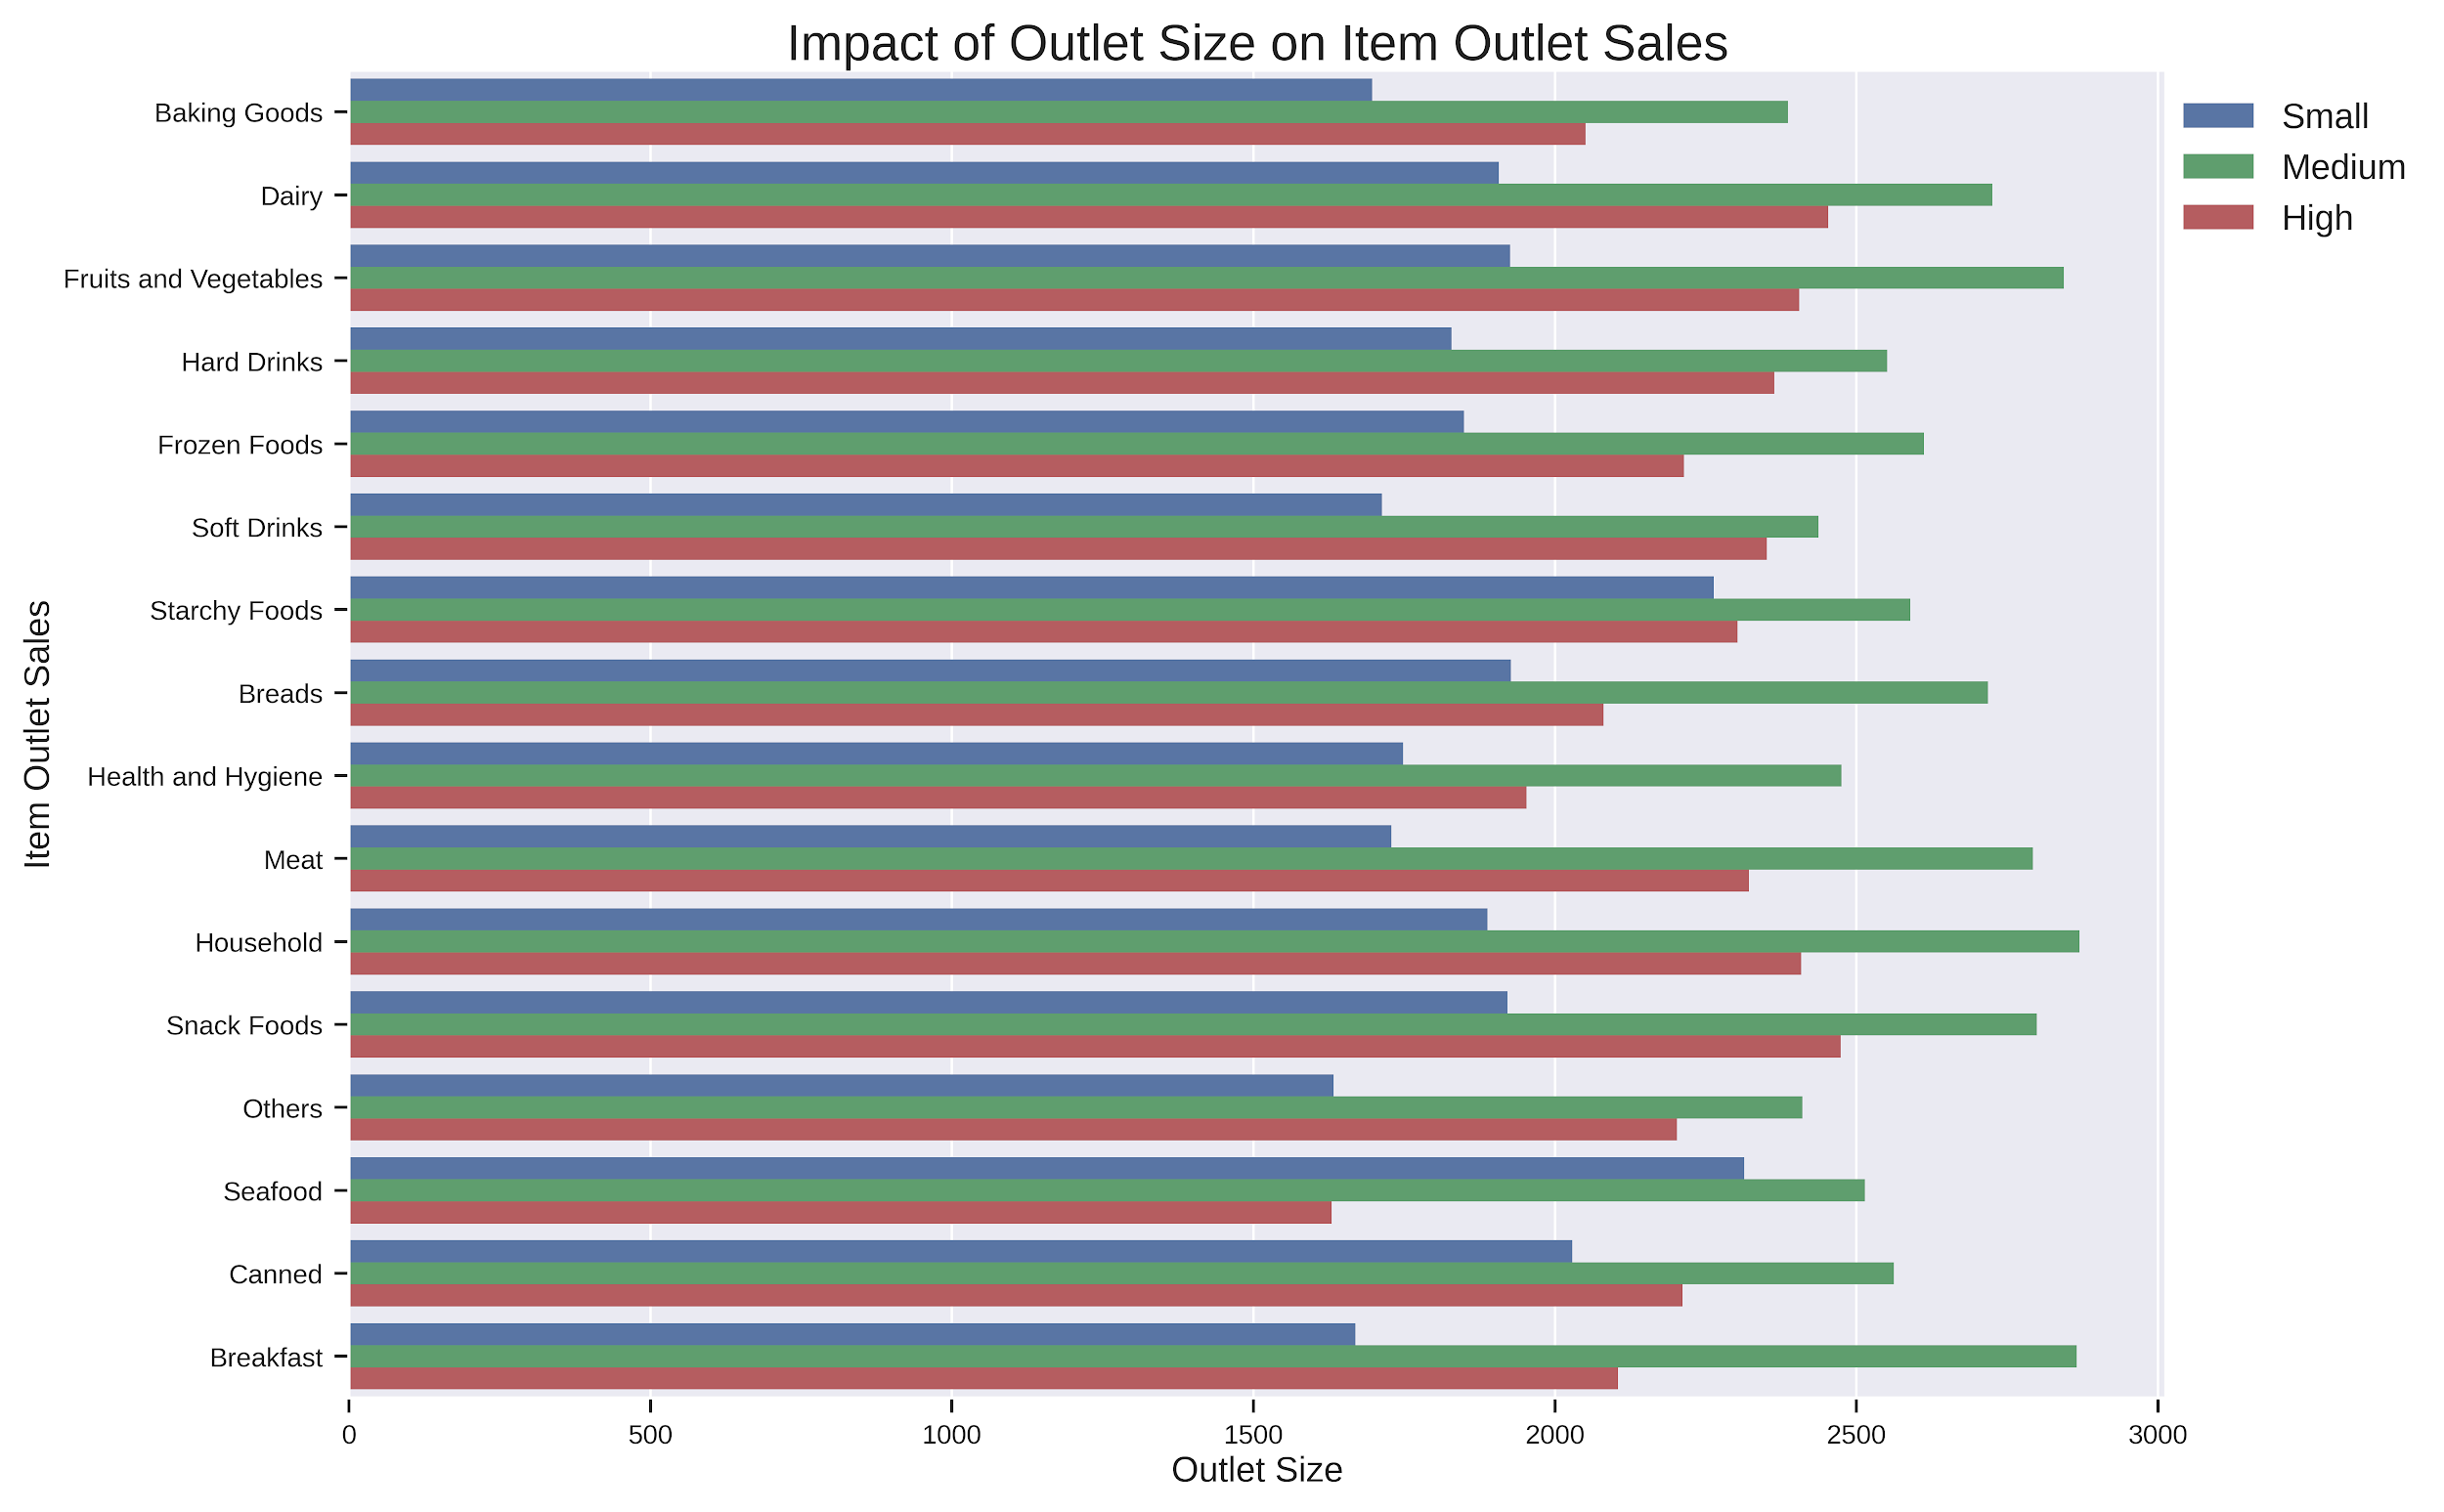 Impact of Outlet Size on Item Outlet Sales
Small
Medium
High
Item Outlet Sales
Baking Goods
Dairy
Fruits and Vegetables
Hard Drinks
Frozen Foods
Soft Drinks
Starchy Foods
Breads
Health and Hygiene
Meat
Household
Snack Foods
Others
Seafood
Canned
Breakfast
0 500 1000 1500 2000 2500 3000
Outlet Size